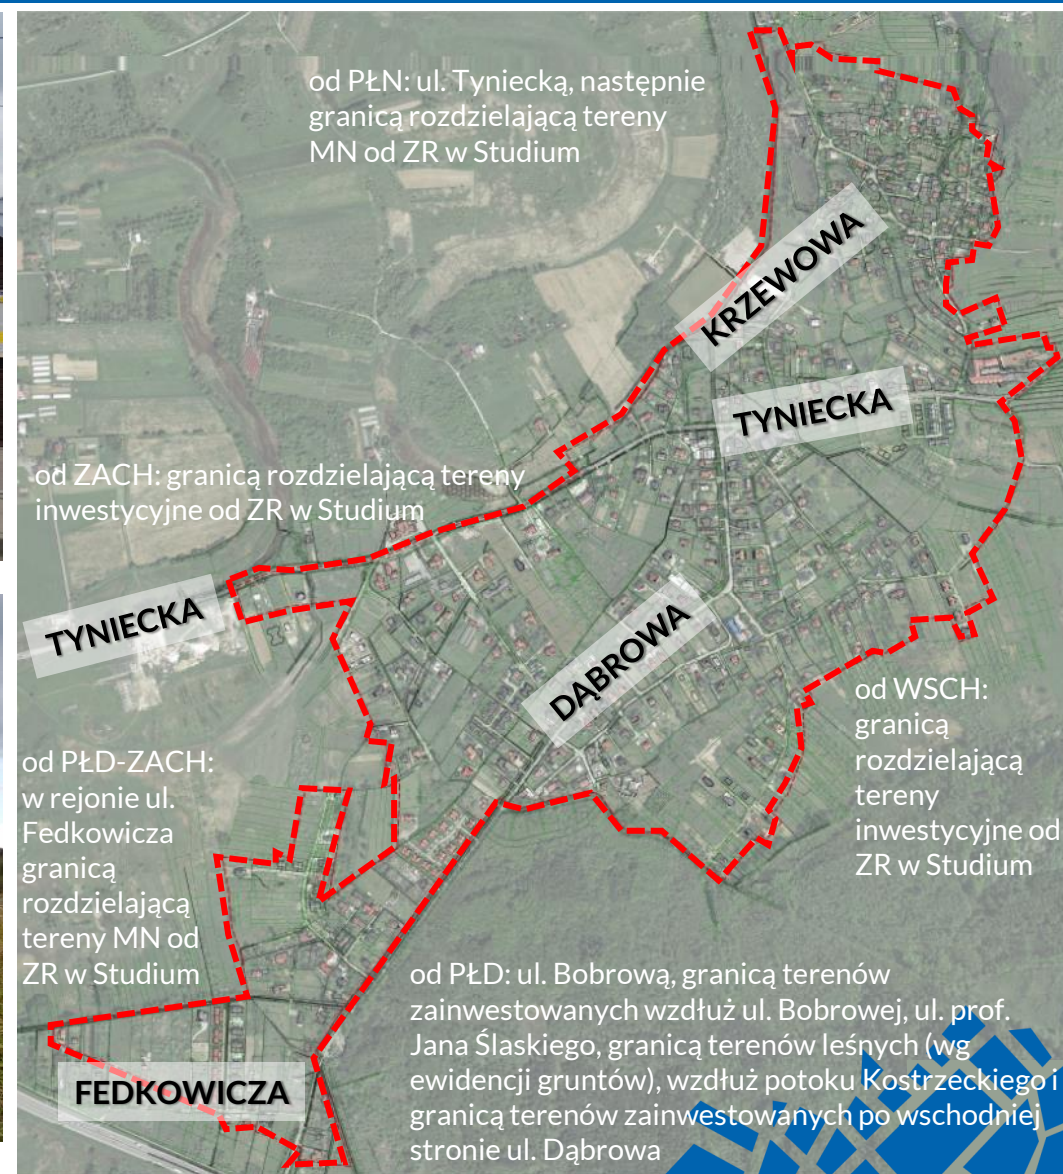 od PŁN: ul. Tyniecką, następnie
granicą rozdzielającą tereny
MN od ZR w Studium
KRZEWOWA
TYNIECKA
od ZACH: granicą rozdzielającą tereny
inwestycyjne od ZR w Studium
TYNIECKA
DĄBROWA
od WSCH:
granicą
rozdzielającą
tereny
inwestycyjne od
ZR w Studium
od PŁD-ZACH:
w rejonie ul.
Fedkowicza
granicą
rozdzielającą
tereny MN od
ZR w Studium
od PŁD: ul. Bobrową, granicą terenów
zainwestowanych wzdłuż ul. Bobrowej, ul. prof.
Jana Ślaskiego, granicą terenów leśnych (wg
ewidencji gruntów), wzdłuż potoku Kostrzeckiego i
granicą terenów zainwestowanych po wschodniej
stronie ul. Dąbrowa
FEDKOWICZA